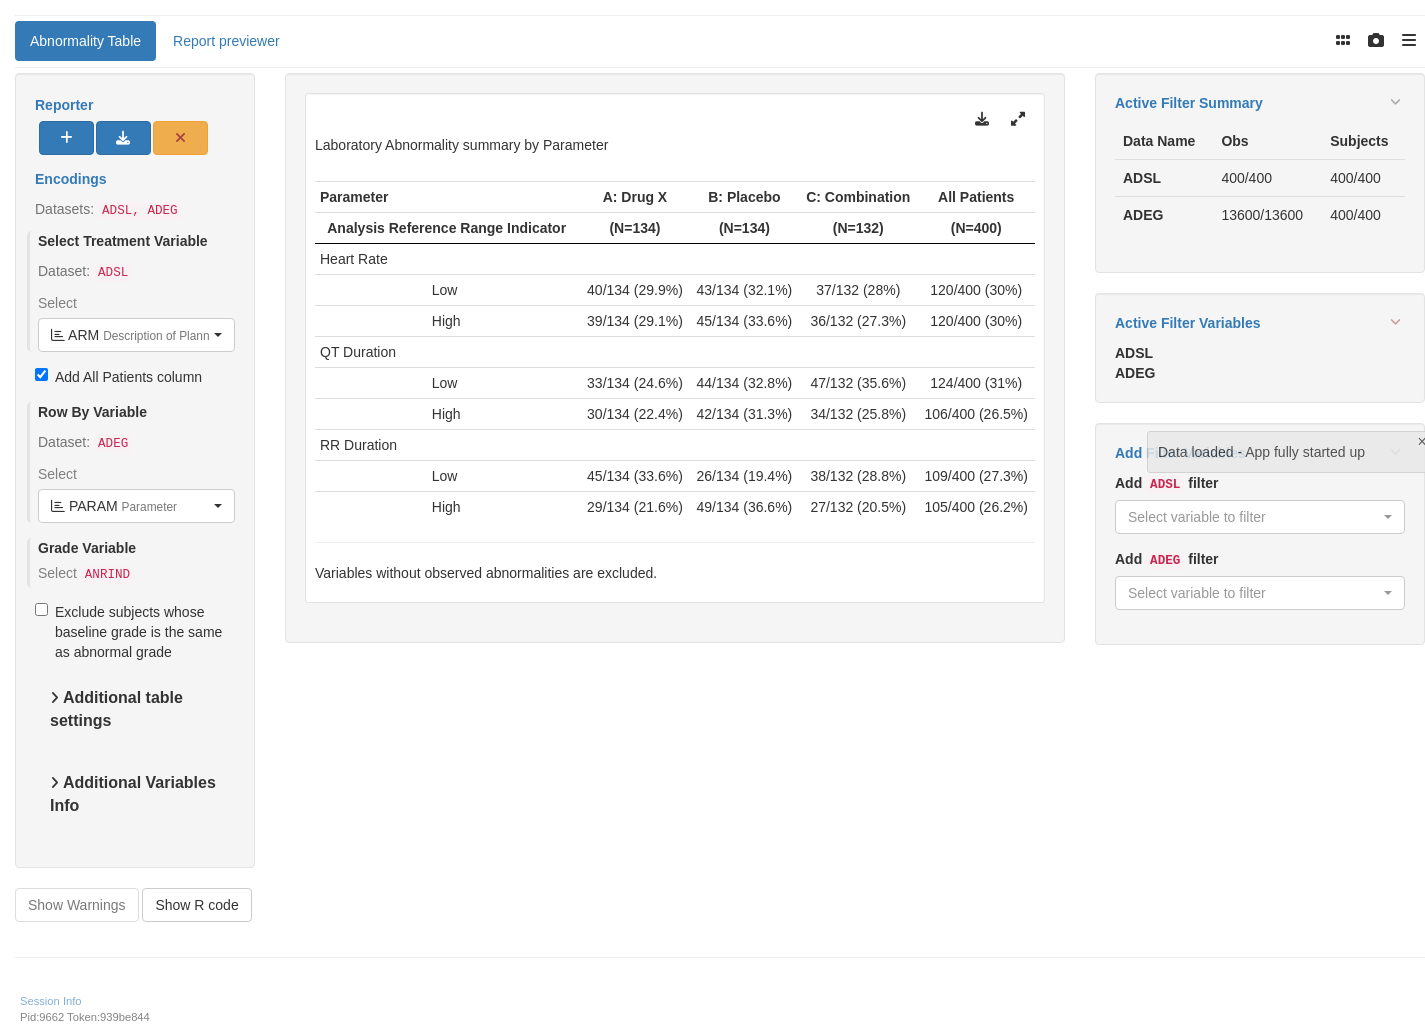 Abnormality Table
Report previewer
Reporter
Encodings
Datasets: ADSL, ADEG
Select Treatment Variable
Dataset: ADSL
Select
ARM Description of Plann
Add All Patients column
Row By Variable
Dataset: ADEG
Select
PARAM Parameter
Grade Variable
Select ANRIND
Exclude subjects whose
baseline grade is the same
as abnormal grade
Additional table
settings
Additional Variables
Info
Show Warnings
Show R code
Laboratory Abnormality summary by Parameter
Parameter A: Drug X B: Placebo C: Combination All Patients
Analysis Reference Range Indicator (N=134) (N=134) (N=132) (N=400)
Heart Rate
Low 40/134 (29.9%) 43/134 (32.1%) 37/132 (28%) 120/400 (30%)
High 39/134 (29.1%) 45/134 (33.6%) 36/132 (27.3%) 120/400 (30%)
QT Duration
Low 33/134 (24.6%) 44/134 (32.8%) 47/132 (35.6%) 124/400 (31%)
High 30/134 (22.4%) 42/134 (31.3%) 34/132 (25.8%) 106/400 (26.5%)
RR Duration
Low 45/134 (33.6%) 26/134 (19.4%) 38/132 (28.8%) 109/400 (27.3%)
High 29/134 (21.6%) 49/134 (36.6%) 27/132 (20.5%) 105/400 (26.2%)
Variables without observed abnormalities are excluded.
Active Filter Summary
Data Name Obs Subjects
ADSL 400/400 400/400
ADEG 13600/13600 400/400
Active Filter Variables
ADSL
ADEG
Add
Data loaded - App fully started up
×
Add ADSL filter
Select variable to filter
Add ADEG filter
Select variable to filter
Session Info
Pid:9662 Token:939be844